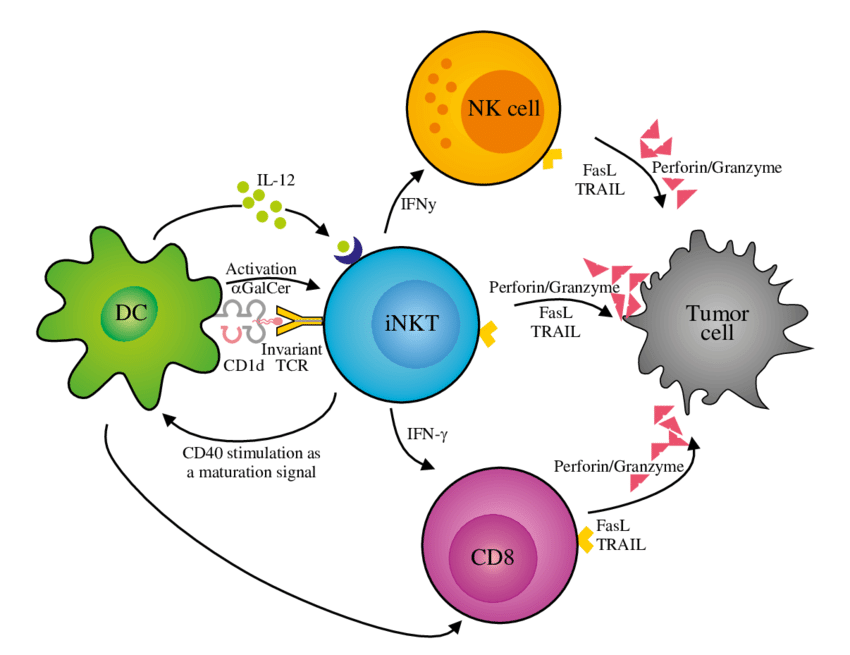 NK cell
IL-12
FasL
TRAIL
Perforin/Granzyme
IFNy
Activation
αGalCer
DC
CD1d
Invariant
TCR
iNKT
Perforin/Granzyme
FasL
TRAIL
Tumor
cell
CD40 stimulation as
a maturation signal
IFN-γ
Perforin/Granzyme
FasL
TRAIL
CD8